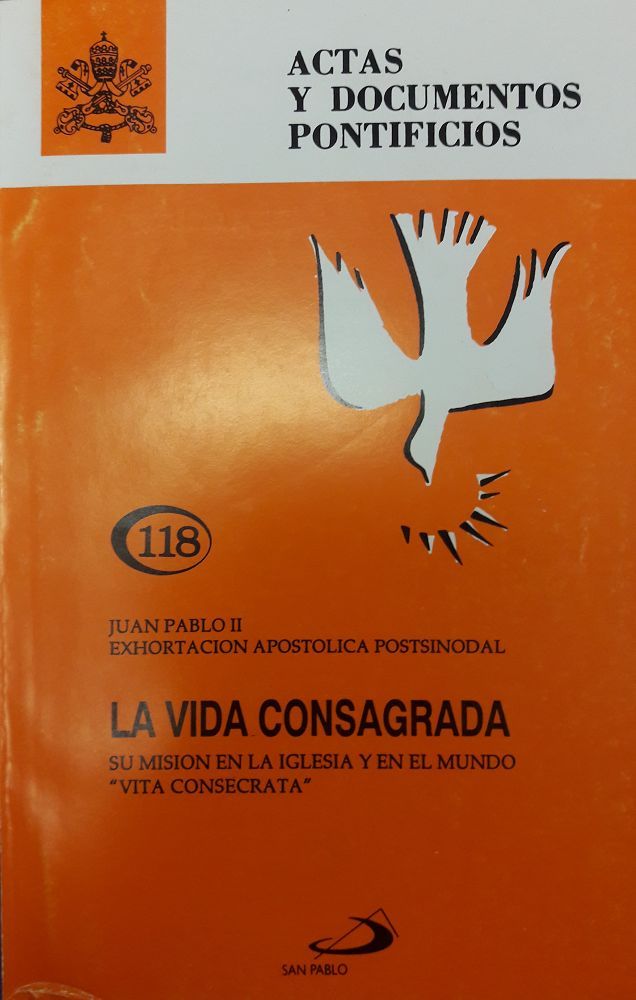 ACTAS
Y DOCUMENTOS
PONTIFICIOS
118
JUAN PABLO II
EXHORTACION APOSTOLICA POSTSINODAL
LA VIDA CONSAGRADA
SU MISION EN LA IGLESIA Y EN EL MUNDO
"VITA CONSECRATA"
SAN PABLO